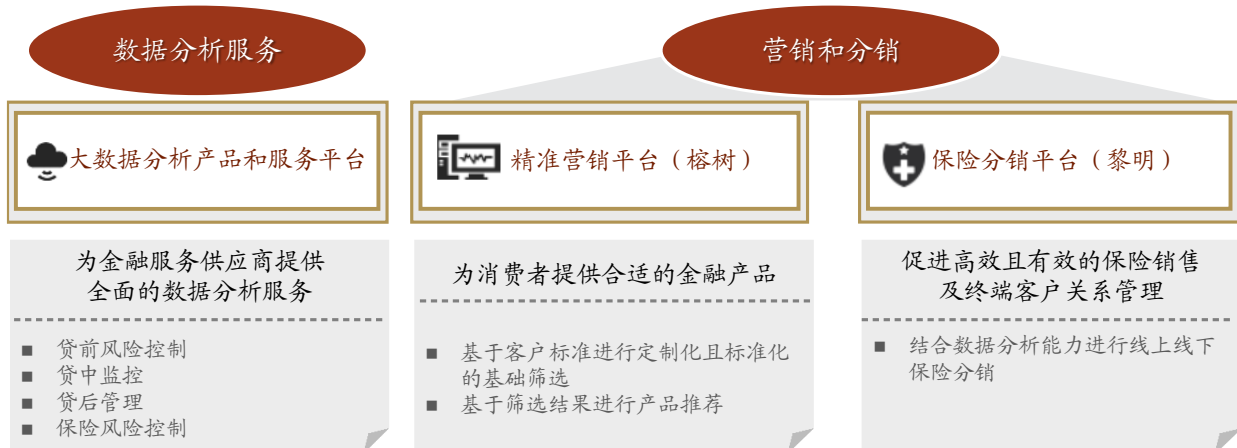 数据分析服务
营销和分销
大数据分析产品和服务平台
精准营销平台（榕树）
保险分销平台（黎明）
为金融服务供应商提供
全面的数据分析服务
■ 贷前风险控制
■ 贷中监控
■ 贷后管理
■ 保险风险控制
为消费者提供合适的金融产品
■ 基于客户标准进行定制化且标准化
的基础筛选
■ 基于筛选结果进行产品推荐
促进高效且有效的保险销售
及终端客户关系管理
■ 结合数据分析能力进行线上线下
保险分销